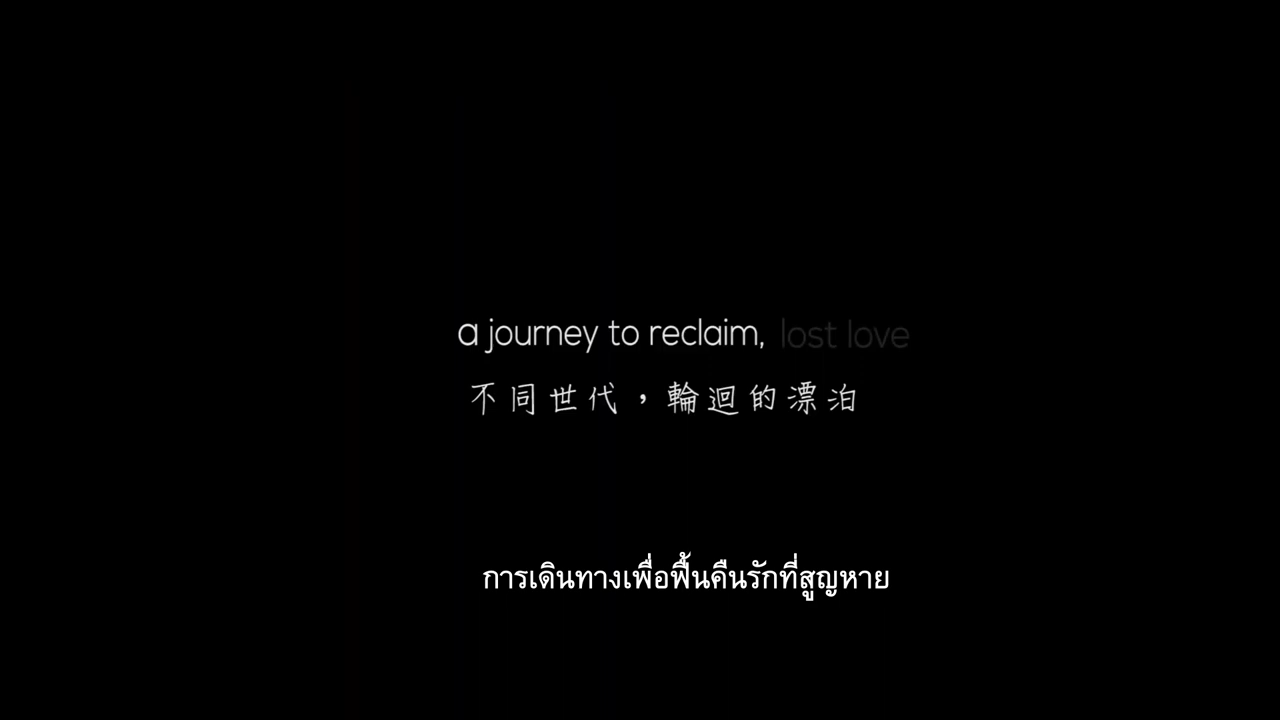 a journey to reclaim, lost love
不同世代，輪迴的漂泊
การเดินทางเพื่อฟื้นคืนรักที่สูญหาย